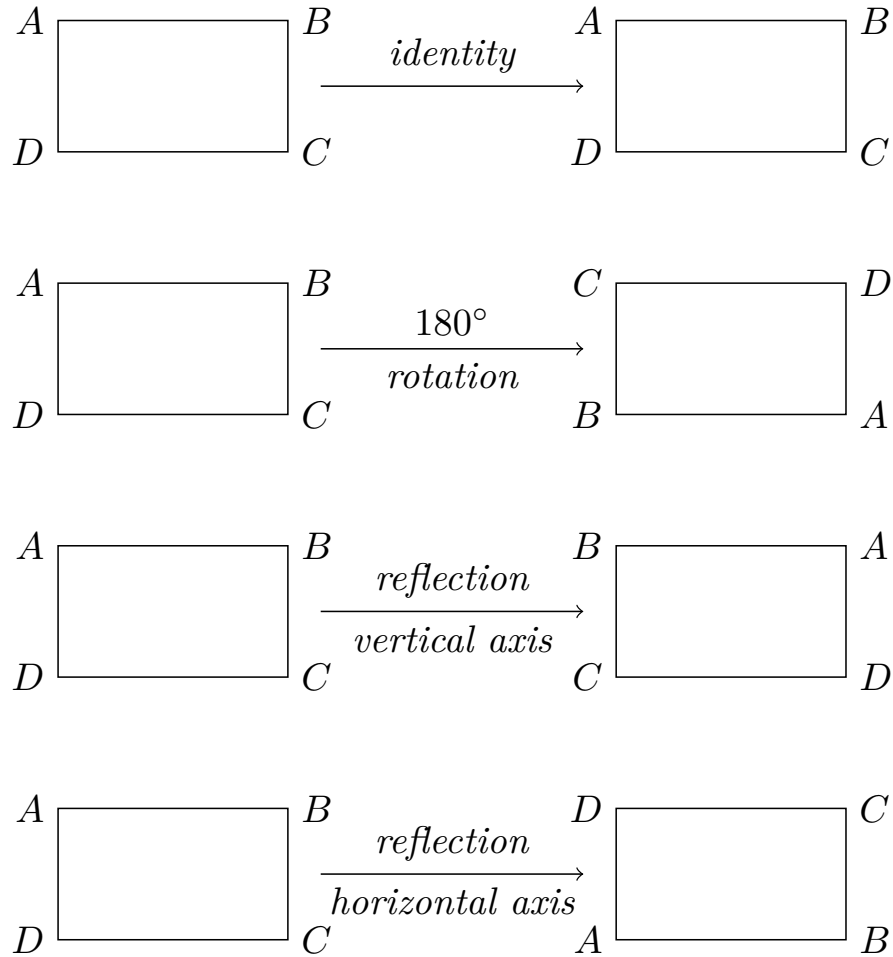 A B A B
identity
D C D C
A B C D
180°
rotation
D C B A
A B B A
reflection
vertical axis
D C C D
A B D C
reflection
horizontal axis
D C A B